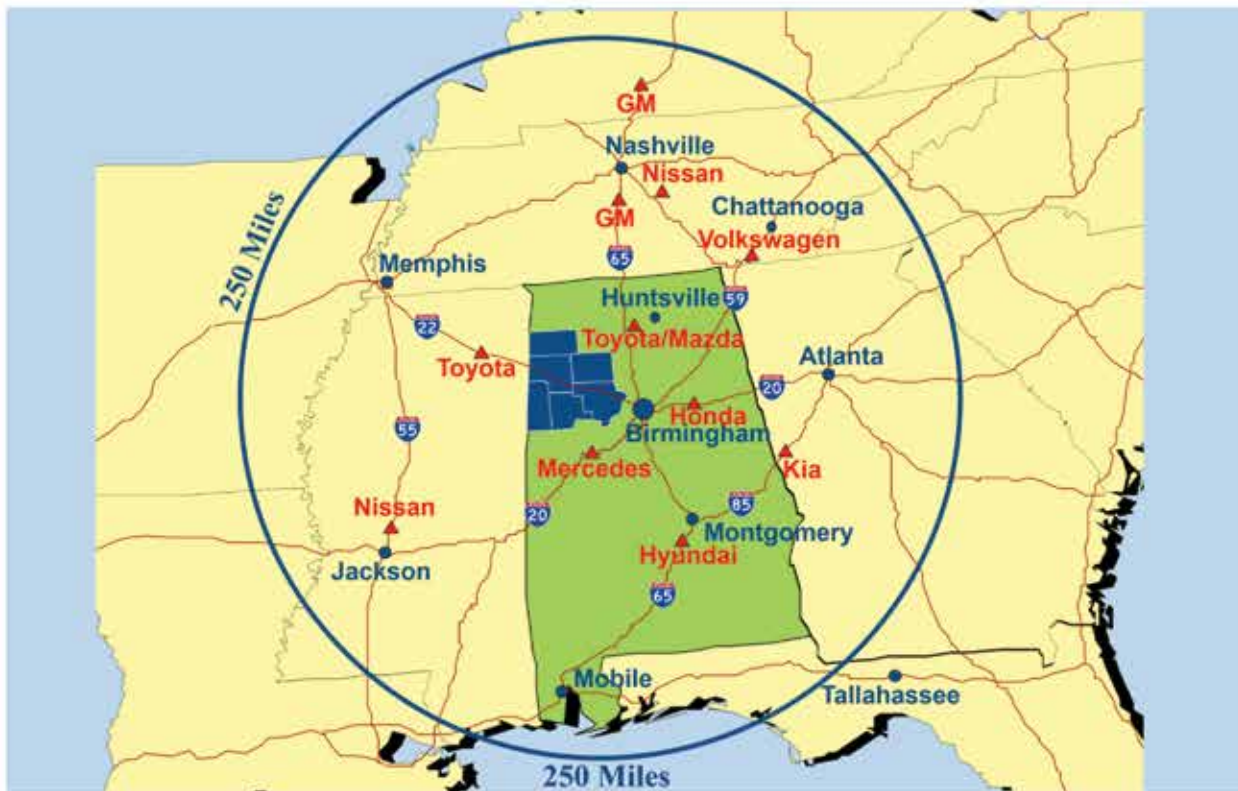 GM
Nashville
Nissan
GM
Chattanooga
Volkswagen
250 Miles
Memphis
65
Huntsville
59
22
Toyota/Mazda
Toyota
Atlanta
20
Honda
55
Birmingham
Mercedes
Kia
Nissan
20
85
Montgomery
Jackson
Hyundai
65
Mobile
Tallahassee
250 Miles